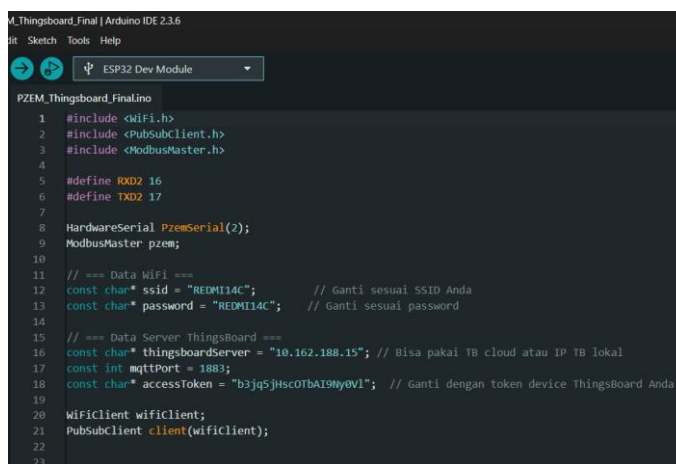 M_Thingsboard_Final | Arduino IDE 2.3.6
dit Sketch Tools Help
ESP32 Dev Module
PZEM_Thingsboard_Final.ino
1 #include <WiFi.h>
2 #include <PubSubClient.h>
3 #include <ModbusMaster.h>
4
5 #define RXD2 16
6 #define TXD2 17
7
8 HardwareSerial PzemSerial(2);
9 ModbusMaster pzem;
10
11 // === Data WiFi ===
12 const char* ssid = "REDMI14C"; // Ganti sesuai SSID Anda
13 const char* password = "REDMI14C"; // Ganti sesuai password
14
15 // === Data Server ThingsBoard ===
16 const char* thingsboardServer = "10.162.188.15"; // Bisa pakai TB cloud atau IP TB lokal
17 const int mqttPort = 1883;
18 const char* accessToken = "b3jq5jHscOTbAI9Ny0Vl"; // Ganti dengan token device ThingsBoard Anda
19
20 WiFiClient wifiClient;
21 PubSubClient client(wifiClient);
22
23